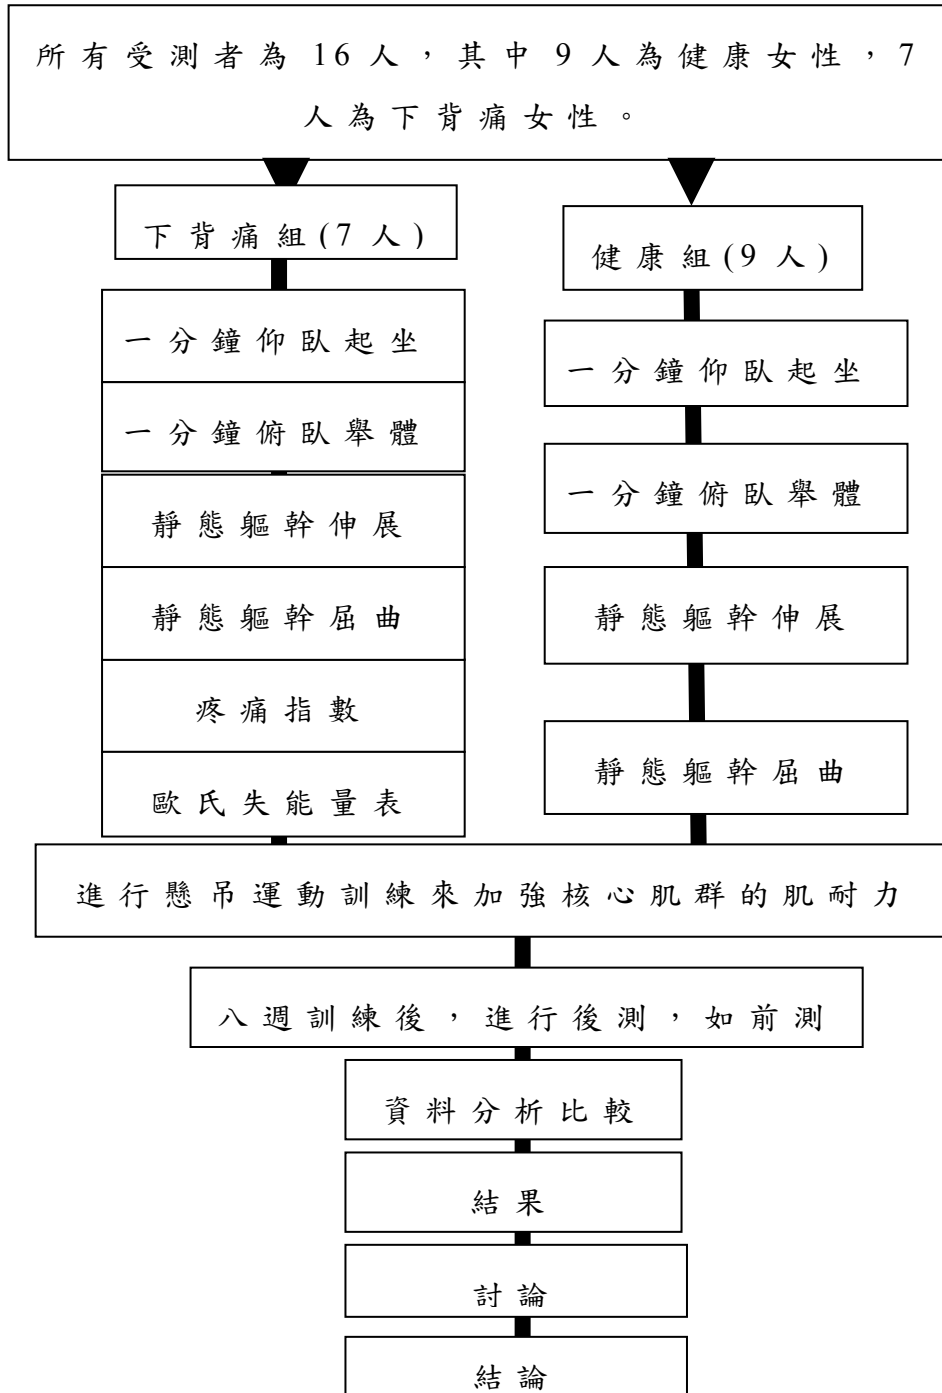 所有受測者為 16 人，其中 9 人為健康女性，7
人為下背痛女性。
下背痛組(7 人)
一分鐘仰臥起坐
一分鐘俯臥舉體
靜態軀幹伸展
靜態軀幹屈曲
疼痛指數
歐氏失能量表
健康組(9 人)
一分鐘仰臥起坐
一分鐘俯臥舉體
靜態軀幹伸展
靜態軀幹屈曲
進行懸吊運動訓練來加強核心肌群的肌耐力
八週訓練後，進行後測，如前測
資料分析比較
結果
討論
結論